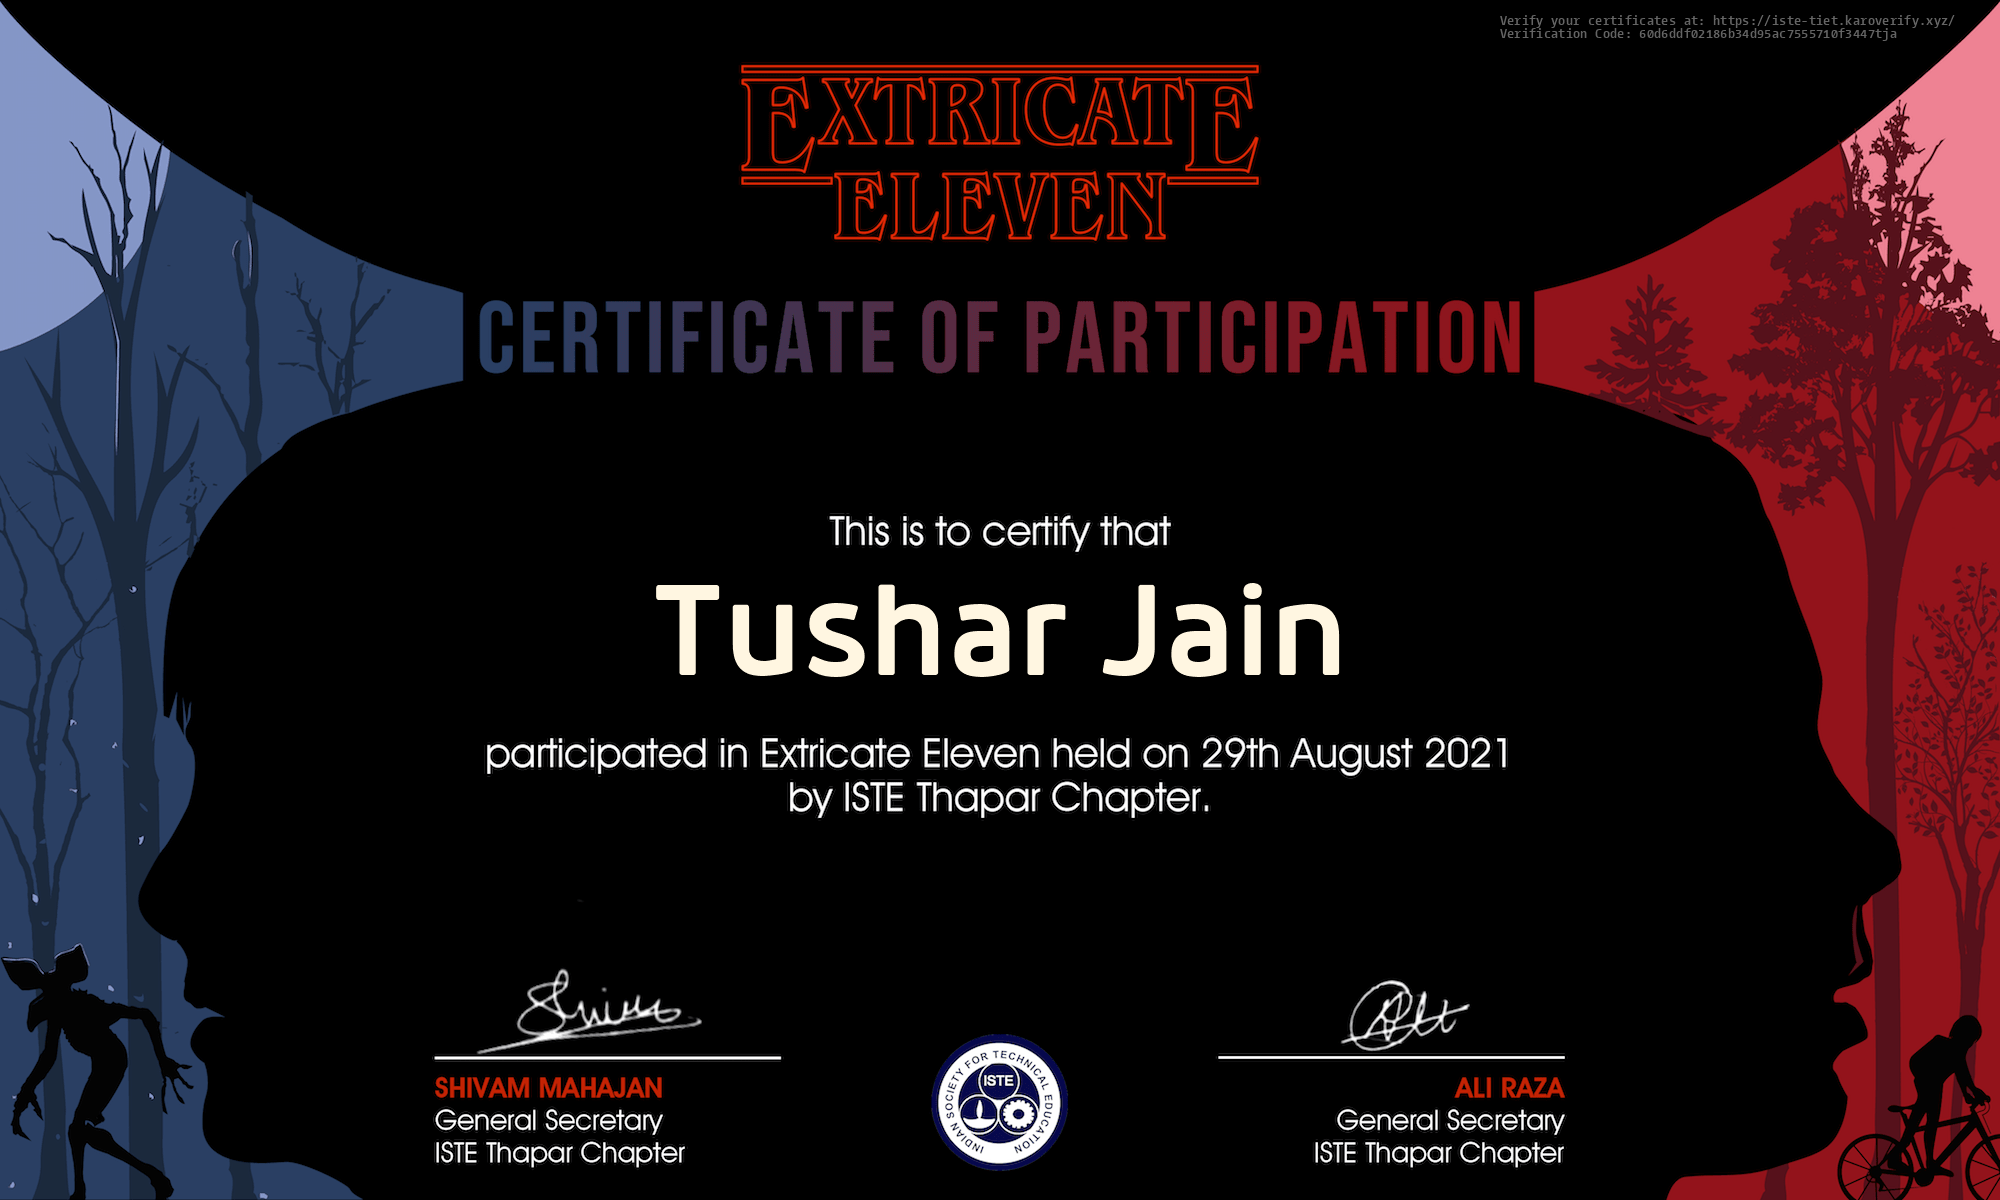 Verify your certificates at: https://iste-tiet.karoverify.xyz/
Verification Code: 60d6ddf02186b34d95ac7555710f3447tja
EXTRICATE
ELEVEN
CERTIFICATE OF PARTICIPATION
This is to certify that
Tushar Jain
participated in Extricate Eleven held on 29th August 2021
by ISTE Thapar Chapter.
SHIVAM MAHAJAN
General Secretary
ISTE Thapar Chapter
INDIAN SOCIETY FOR TECHNICAL EDUCATION
ISTE
ALI RAZA
General Secretary
ISTE Thapar Chapter